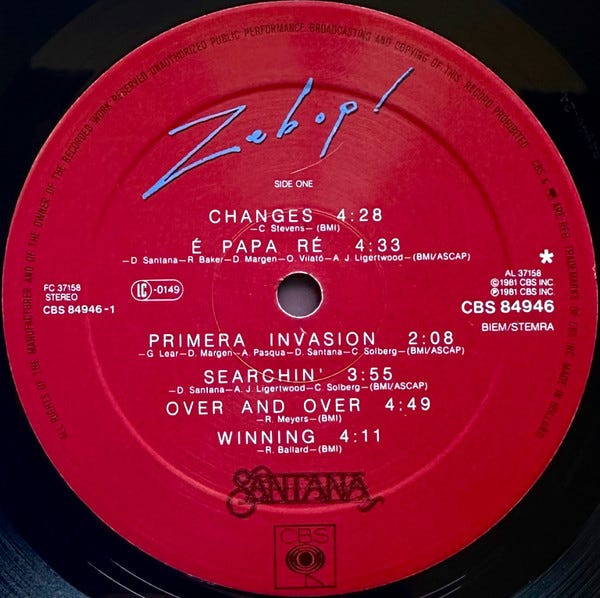 ALL RIGHTS OF THE MANUFACTURER AND OF THE OWNER OF THE RECORDED WORK RESERVED UNAUTHORIZED PUBLIC PERFORMANCE BROADCASTING AND COPYING OF THIS RECORD PROHIBITED. CBS & ARE REG. TRADEMARKS OF CBS INC. MADE IN HOLLAND
Zebop!
SIDE ONE
CHANGES 4:28
–C. Stevens–(BMI)
É PAPA RÉ 4:33
–D. Santana–R. Baker–D. Margen–O. Vilató–A. J. Ligertwood–(BMI/ASCAP)
FC 37158
STEREO
CBS 84946-1
IC -0149
*
AL 37158
©1981 CBS INC.
℗1981 CBS INC.
CBS 84946
BIEM/STEMRA
PRIMERA INVASION 2:08
–G. Lear–D. Margen–A. Pasqua–D. Santana–C. Solberg–(BMI/ASCAP)
SEARCHIN' 3:55
–D. Santana–A. J. Ligertwood–C. Solberg–(BMI/ASCAP)
OVER AND OVER 4:49
–R. Meyers–(BMI)
WINNING 4:11
–R. Ballard–(BMI)
SANTANA
CBS